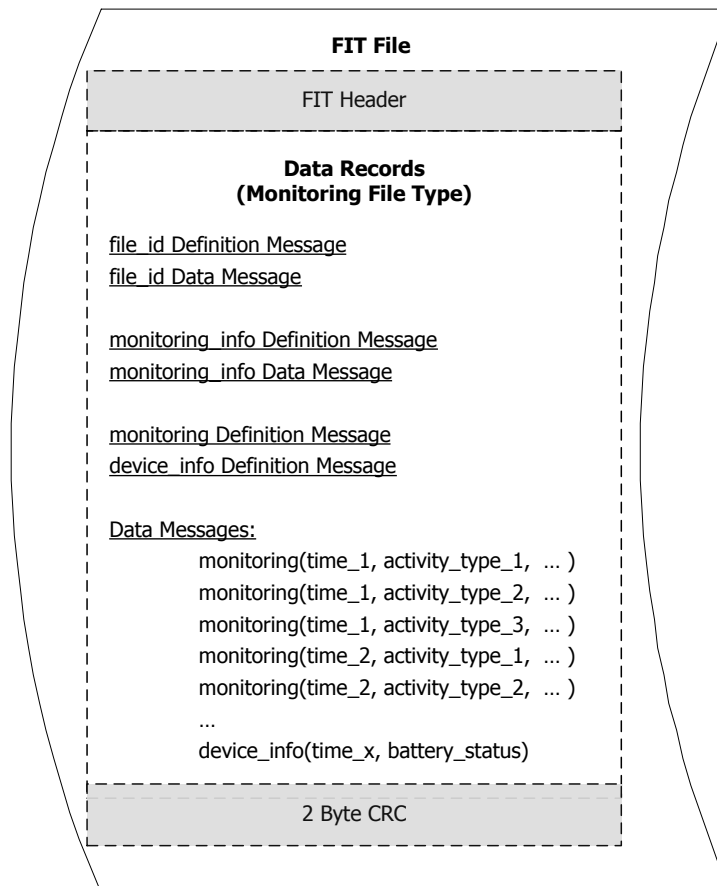 FIT File
FIT Header
Data Records
(Monitoring File Type)
file_id Definition Message
file_id Data Message
monitoring_info Definition Message
monitoring_info Data Message
monitoring Definition Message
device_info Definition Message
Data Messages:
monitoring(time_1, activity_type_1, … )
monitoring(time_1, activity_type_2, … )
monitoring(time_1, activity_type_3, … )
monitoring(time_2, activity_type_1, … )
monitoring(time_2, activity_type_2, … )
…
device_info(time_x, battery_status)
2 Byte CRC